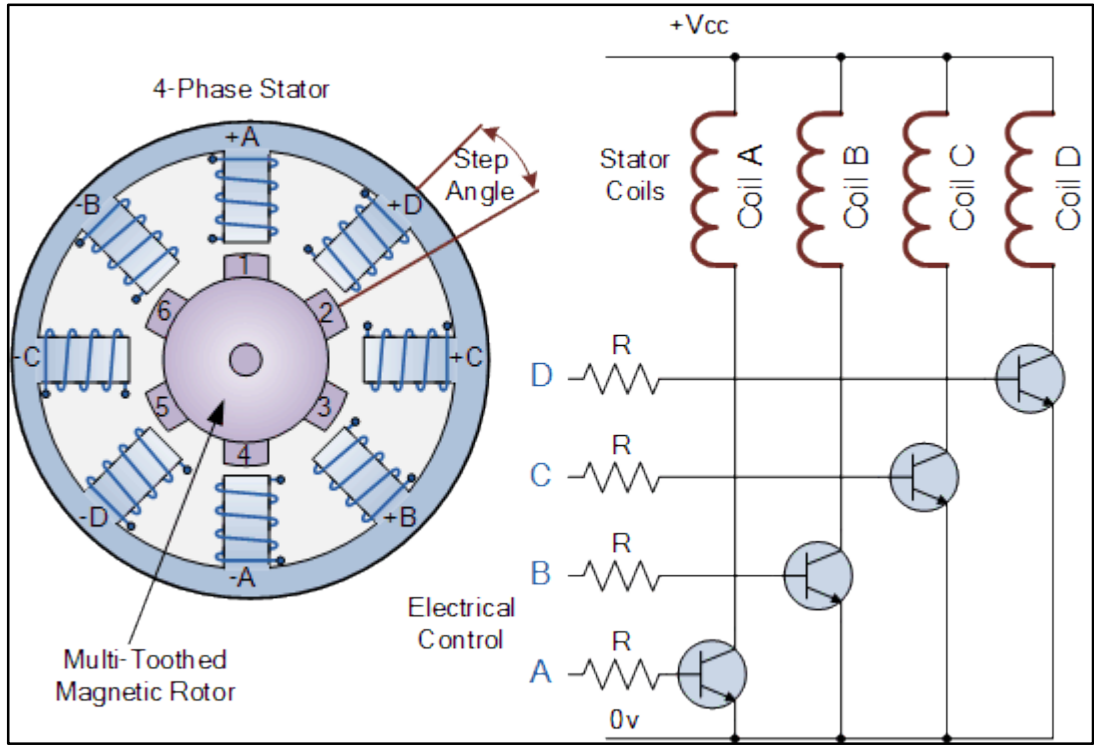 4-Phase Stator
+A
-B
+D
Step
Angle
1
6
2
-C
+C
5
3
4
-D
+B
-A
Multi-Toothed
Magnetic Rotor
+Vcc
Stator
Coils
Coil A
Coil B
Coil C
Coil D
R
D
R
C
R
B
Electrical
Control
R
A
0v